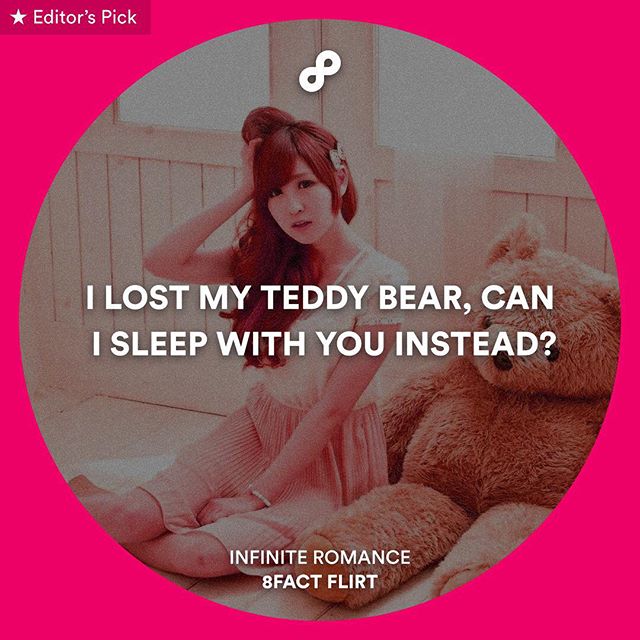 ★ Editor's Pick
I LOST MY TEDDY BEAR, CAN
I SLEEP WITH YOU INSTEAD?
INFINITE ROMANCE
8FACT FLIRT